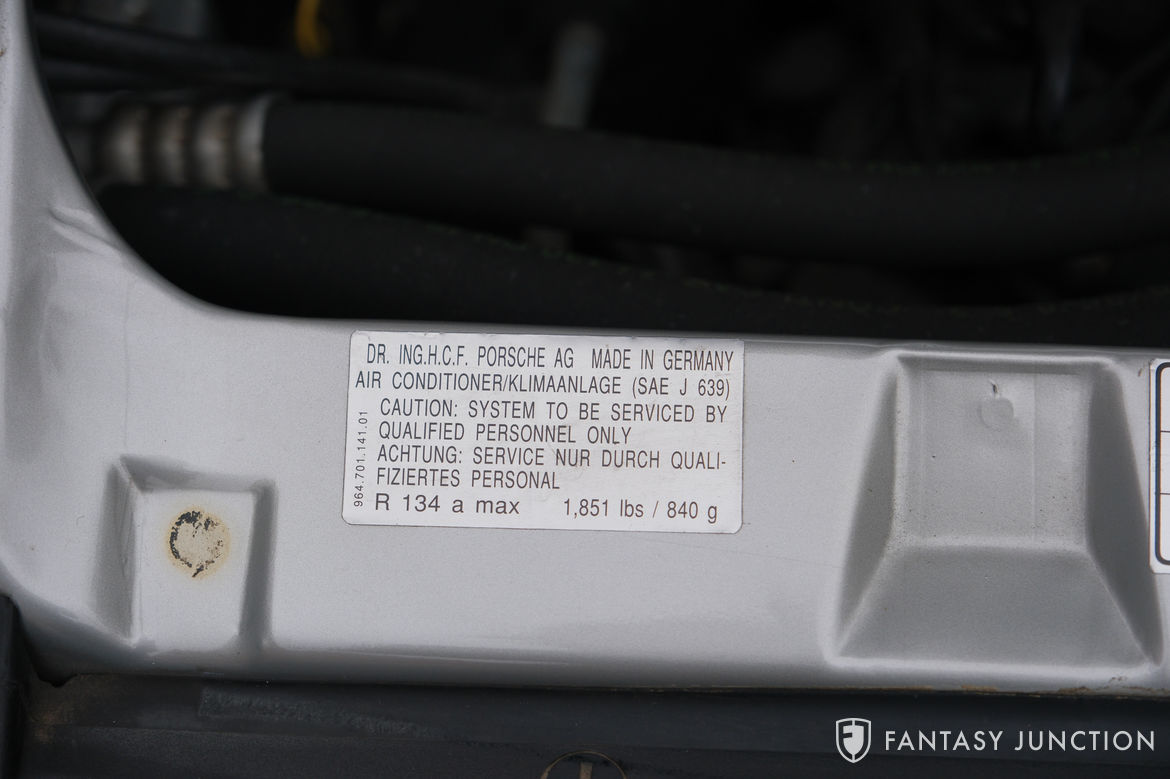 DR. ING.H.C.F. PORSCHE AG MADE IN GERMANY
AIR CONDITIONER/KLIMAANLAGE (SAE J 639)
CAUTION: SYSTEM TO BE SERVICED BY
QUALIFIED PERSONNEL ONLY
ACHTUNG: SERVICE NUR DURCH QUALI-
FIZIERTES PERSONAL
R 134 a max 1,851 lbs / 840 g
964.701.141.01
FANTASY JUNCTION